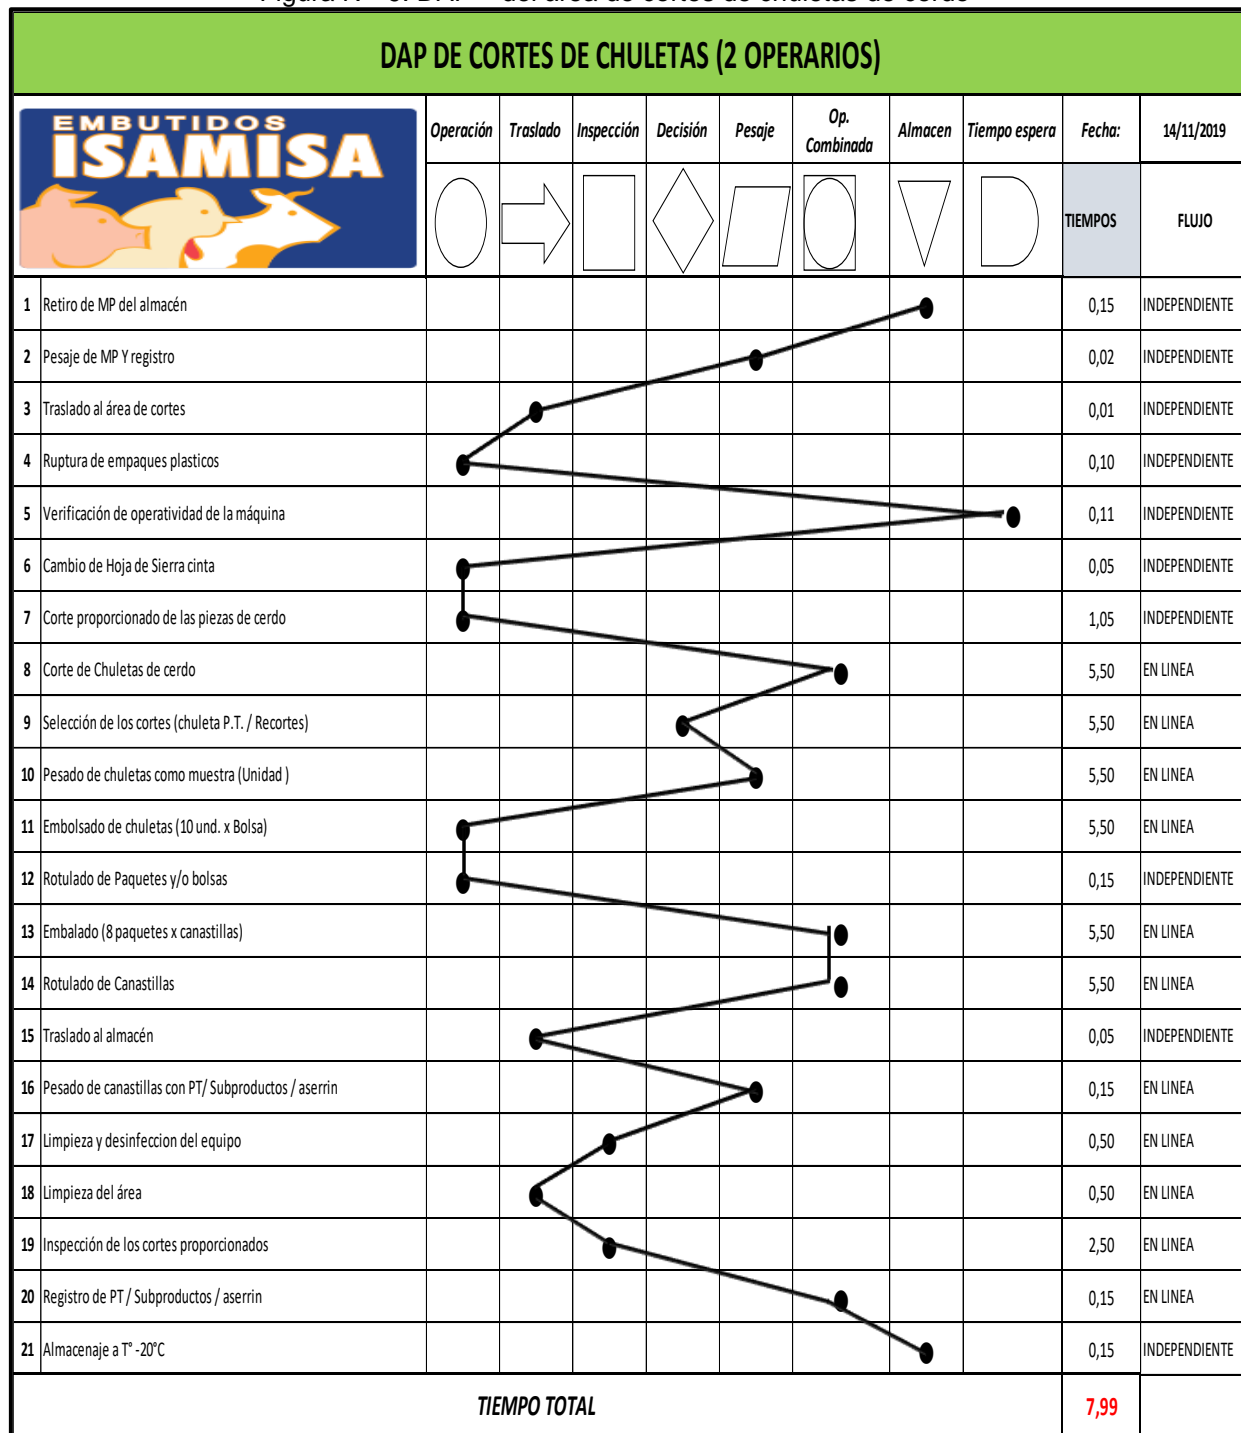 DAP DE CORTES DE CHULETAS (2 OPERARIOS)
EMBUTIDOS
ISAMISA
Operación Traslado Inspección Decisión Pesaje Op. Combinada Almacen Tiempo espera Fecha: 14/11/2019
TIEMPOS FLUJO
1 Retiro de MP del almacén 0,15 INDEPENDIENTE
2 Pesaje de MP Y registro 0,02 INDEPENDIENTE
3 Traslado al área de cortes 0,01 INDEPENDIENTE
4 Ruptura de empaques plasticos 0,10 INDEPENDIENTE
5 Verificación de operatividad de la máquina 0,11 INDEPENDIENTE
6 Cambio de Hoja de Sierra cinta 0,05 INDEPENDIENTE
7 Corte proporcionado de las piezas de cerdo 1,05 INDEPENDIENTE
8 Corte de Chuletas de cerdo 5,50 EN LINEA
9 Selección de los cortes (chuleta P.T. / Recortes) 5,50 EN LINEA
10 Pesado de chuletas como muestra (Unidad ) 5,50 EN LINEA
11 Embolsado de chuletas (10 und. x Bolsa) 5,50 EN LINEA
12 Rotulado de Paquetes y/o bolsas 0,15 INDEPENDIENTE
13 Embalado (8 paquetes x canastillas) 5,50 EN LINEA
14 Rotulado de Canastillas 5,50 EN LINEA
15 Traslado al almacén 0,05 INDEPENDIENTE
16 Pesado de canastillas con PT/ Subproductos / aserrin 0,15 EN LINEA
17 Limpieza y desinfeccion del equipo 0,50 EN LINEA
18 Limpieza del área 0,50 EN LINEA
19 Inspección de los cortes proporcionados 2,50 EN LINEA
20 Registro de PT / Subproductos / aserrin 0,15 EN LINEA
21 Almacenaje a T° -20°C 0,15 INDEPENDIENTE
TIEMPO TOTAL 7,99